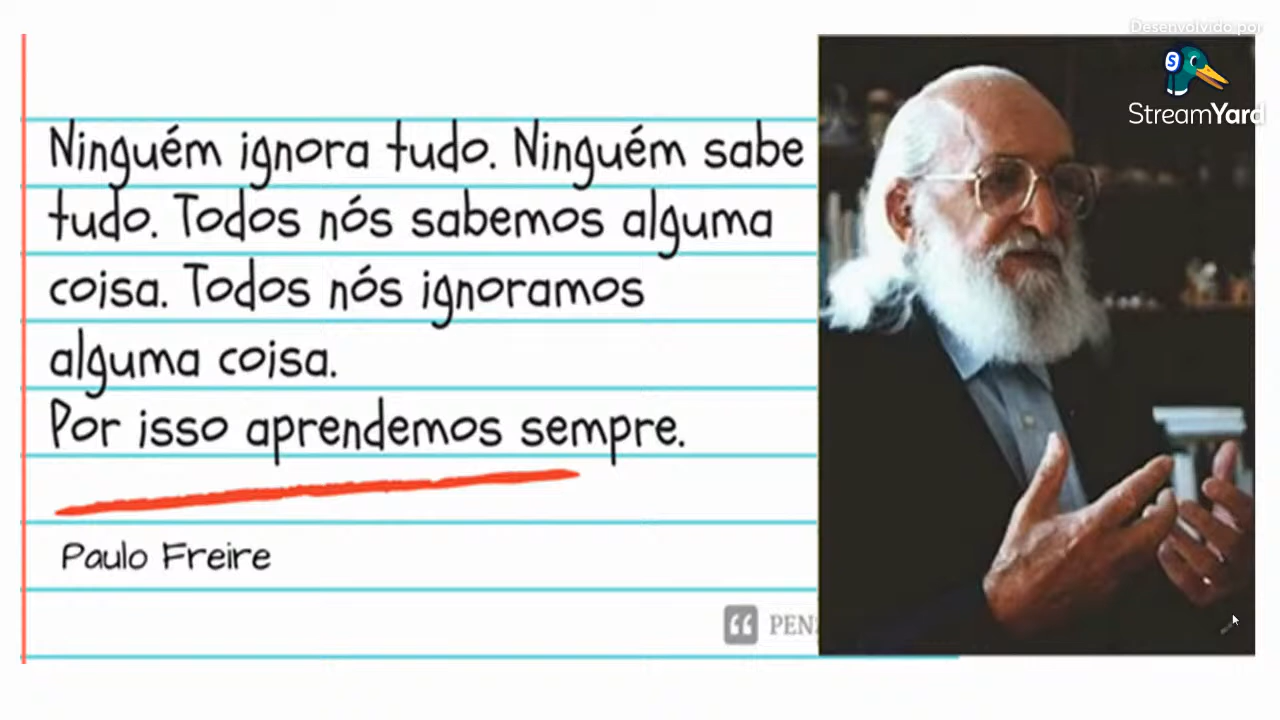 Desenvolvido por
StreamYard
Ninguém ignora tudo. Ninguém sabe
tudo. Todos nós sabemos alguma
coisa. Todos nós ignoramos
alguma coisa.
Por isso aprendemos sempre.
Paulo Freire